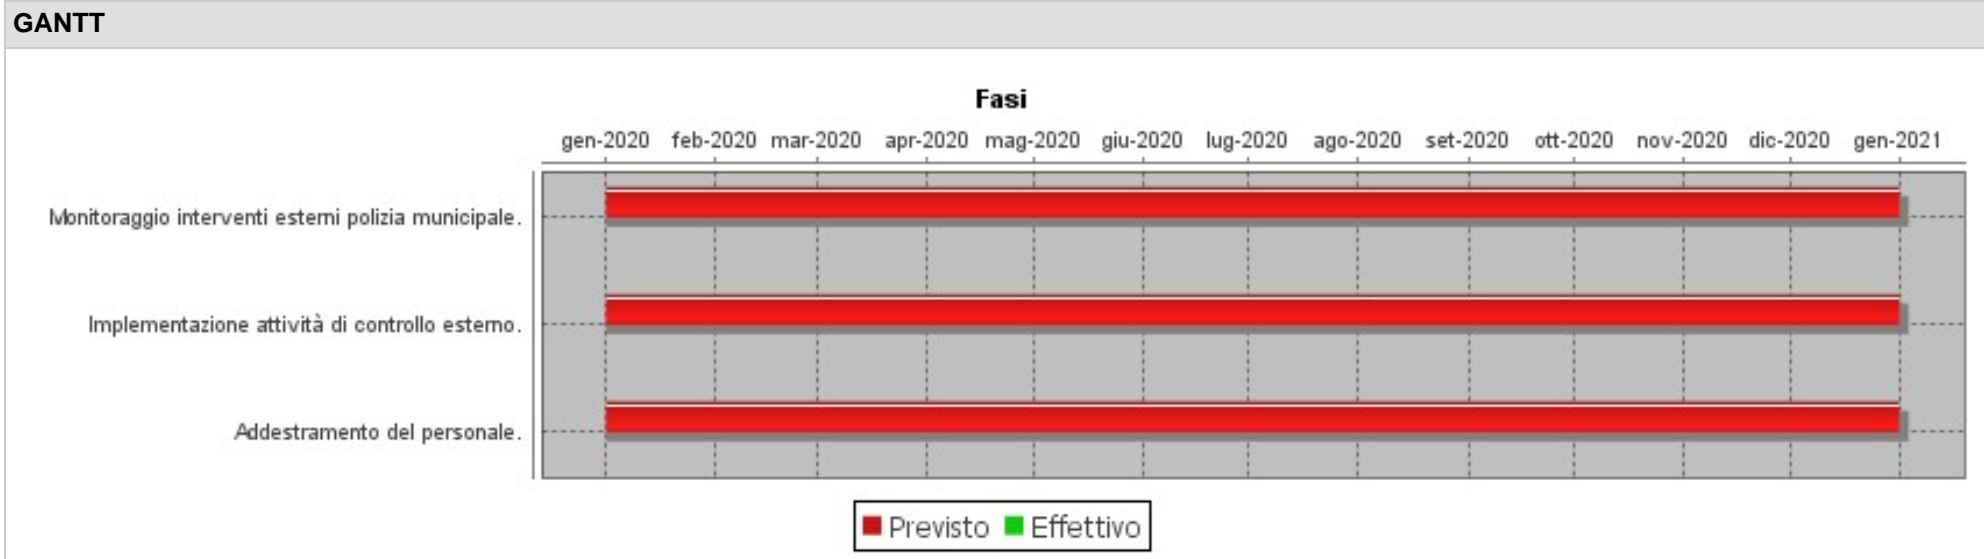 GANTT
Fasi
gen-2020 feb-2020 mar-2020 apr-2020 mag-2020 giu-2020 lug-2020 ago-2020 set-2020 ott-2020 nov-2020 dic-2020 gen-2021
Monitoraggio interventi esterni polizia municipale.
Implementazione attività di controllo esterno.
Addestramento del personale.
Previsto Effettivo